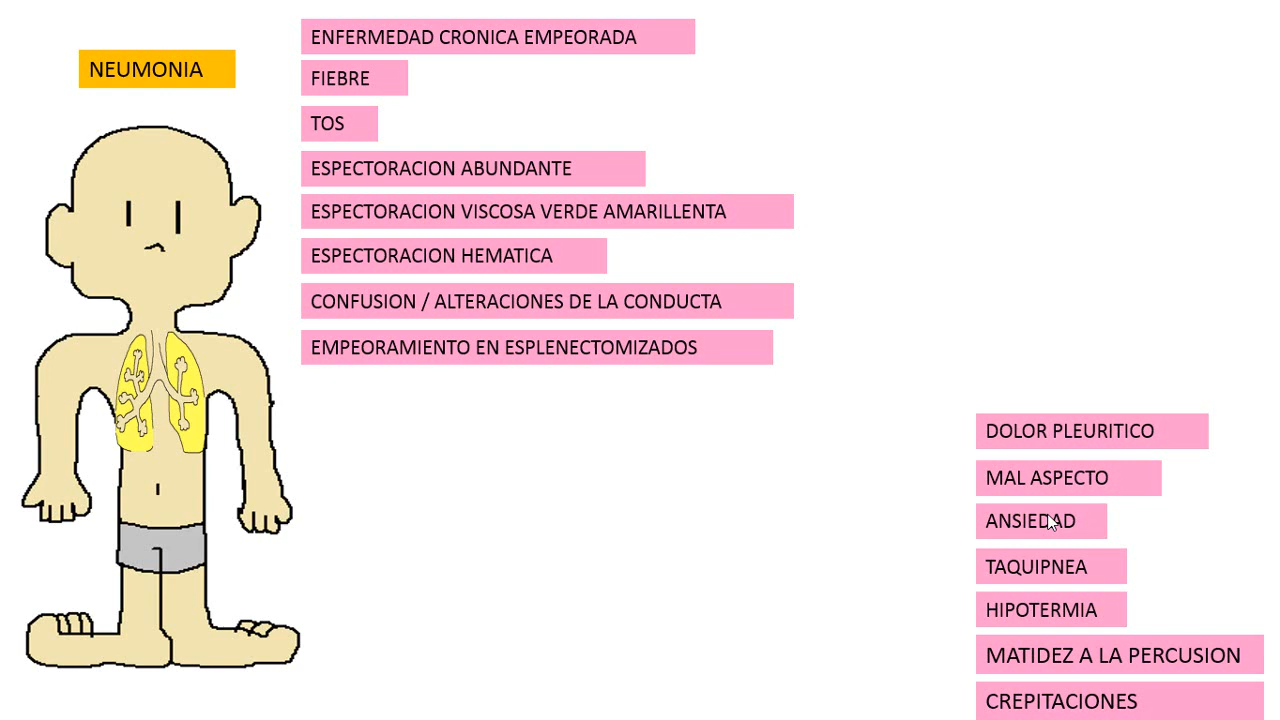 NEUMONIA
ENFERMEDAD CRONICA EMPEORADA
FIEBRE
TOS
ESPECTORACION ABUNDANTE
ESPECTORACION VISCOSA VERDE AMARILLENTA
ESPECTORACION HEMATICA
CONFUSION / ALTERACIONES DE LA CONDUCTA
EMPEORAMIENTO EN ESPLENECTOMIZADOS
DOLOR PLEURITICO
MAL ASPECTO
ANSIEDAD
TAQUIPNEA
HIPOTERMIA
MATIDEZ A LA PERCUSION
CREPITACIONES